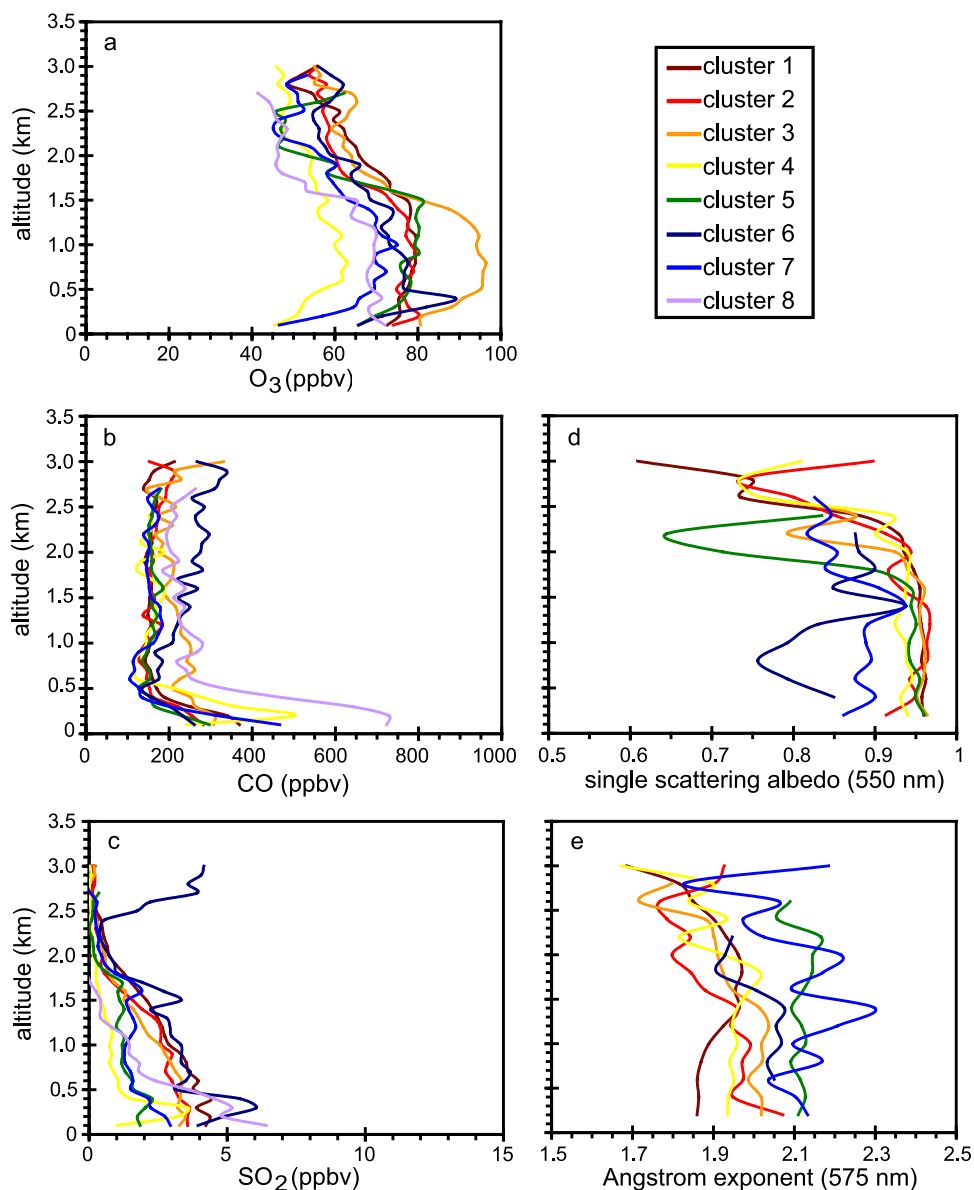 3.5
a
3.0
2.5
2.0
1.5
1.0
0.5
0
altitude (km)
0 20 40 60 80 100
O3 (ppbv)
cluster 1
cluster 2
cluster 3
cluster 4
cluster 5
cluster 6
cluster 7
cluster 8
3.5
b
3.0
2.5
2.0
1.5
1.0
0.5
0
altitude (km)
0 200 400 600 800 1000
CO (ppbv)
d
0.5 0.6 0.7 0.8 0.9 1
single scattering albedo (550 nm)
3.5
c
3.0
2.5
2.0
1.5
1.0
0.5
0
altitude (km)
0 5 10 15
SO2 (ppbv)
e
1.5 1.7 1.9 2.1 2.3 2.5
Angstrom exponent (575 nm)